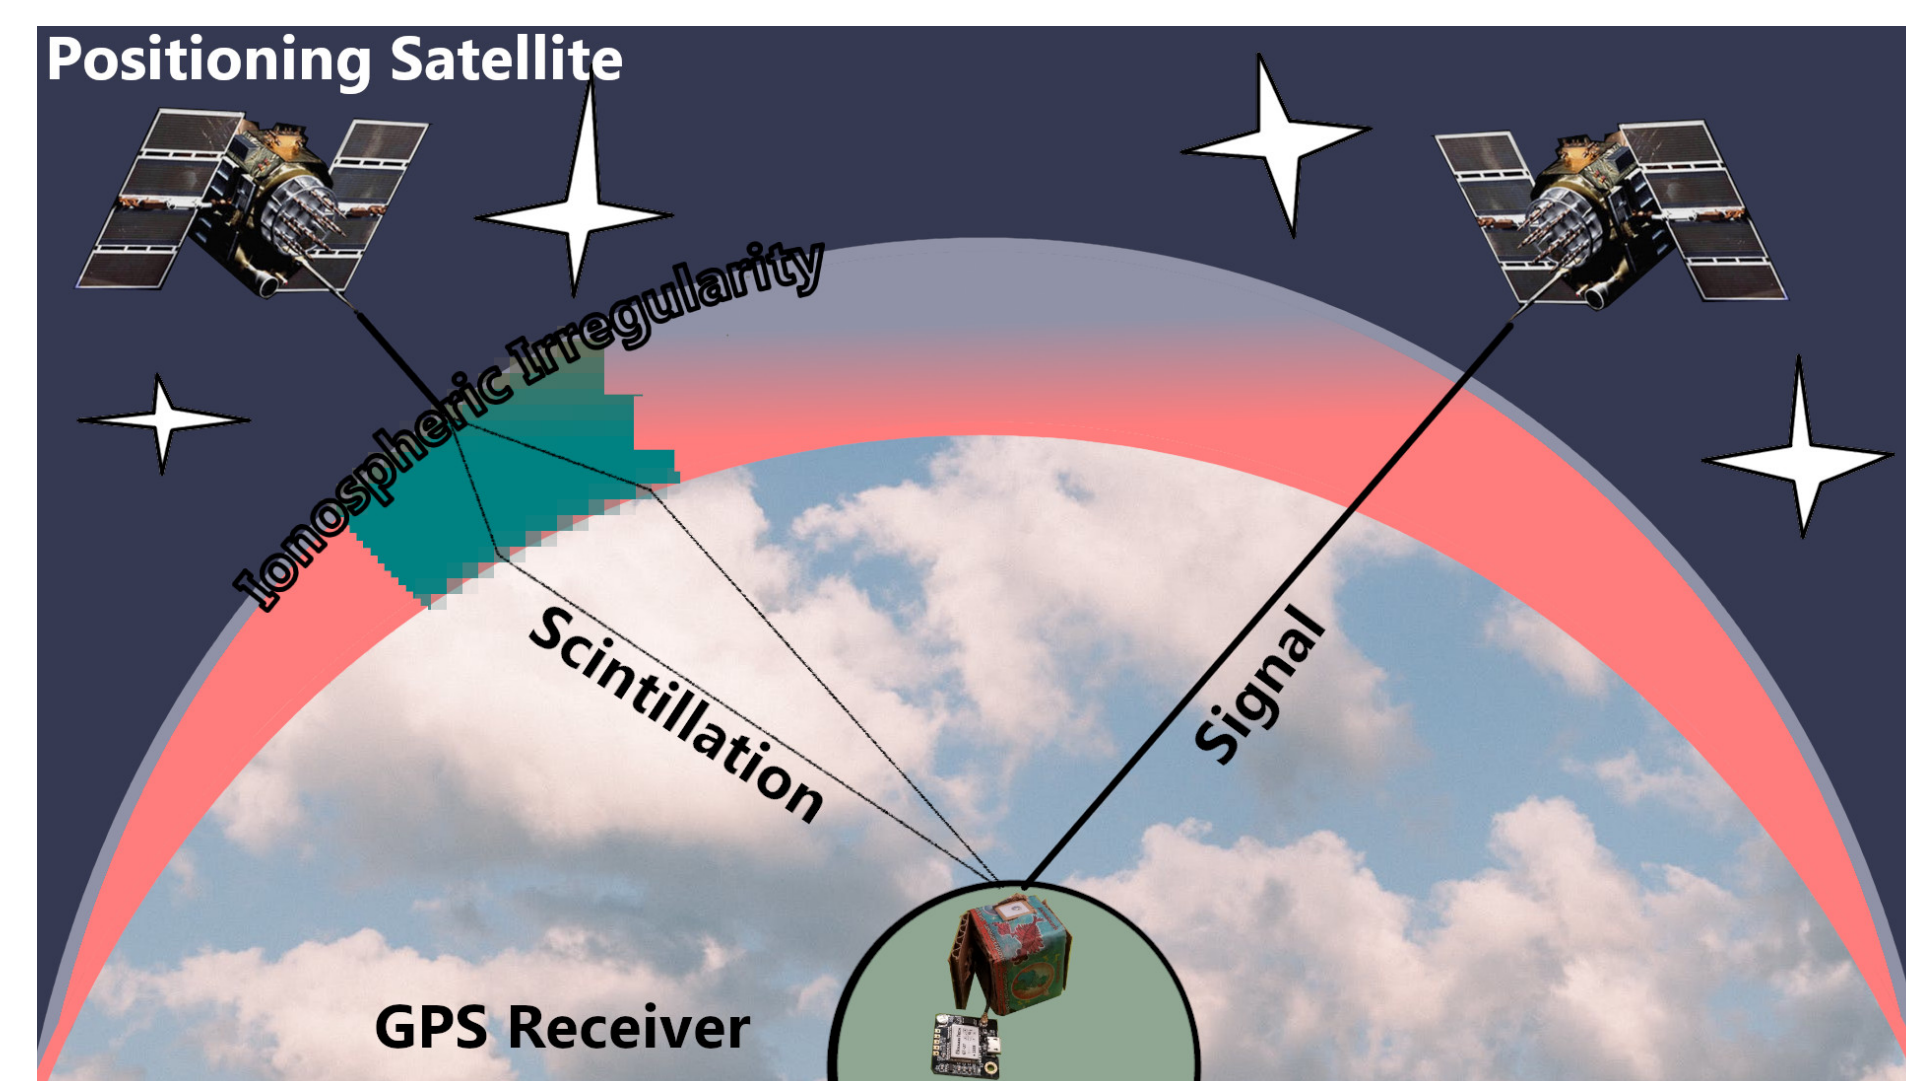 Positioning Satellite
Ionospheric Irregularity
Scintillation
Signal
GPS Receiver